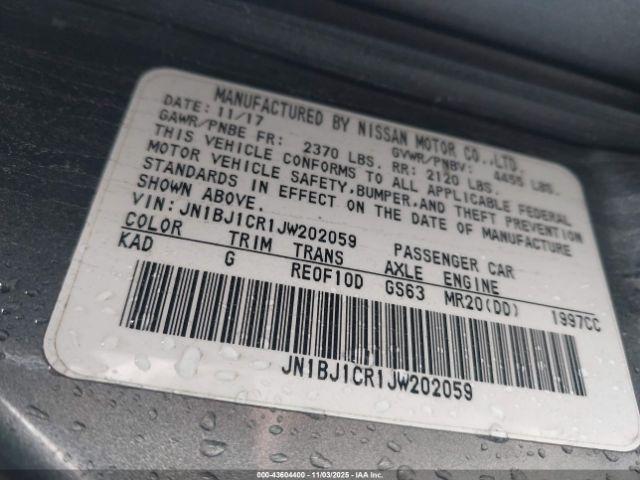 MANUFACTURED BY NISSAN MOTOR CO.,LTD.
DATE: 11/17 GVWR/PNBV: 4455 LBS.
GAWR/PNBE FR: 2370 LBS. RR: 2120 LBS.
THIS VEHICLE CONFORMS TO ALL APPLICABLE FEDERAL
MOTOR VEHICLE SAFETY,BUMPER,AND THEFT PREVENTION
STANDARDS IN EFFECT ON THE DATE OF MANUFACTURE
SHOWN ABOVE.
VIN:JN1BJ1CR1JW202059 PASSENGER CAR
COLOR TRIM TRANS AXLE ENGINE
KAD G RE0F10D GS63 MR20(DD) 1997CC
JN1BJ1CR1JW202059
000-43604400 - 11/03/2025 - IAA Inc.